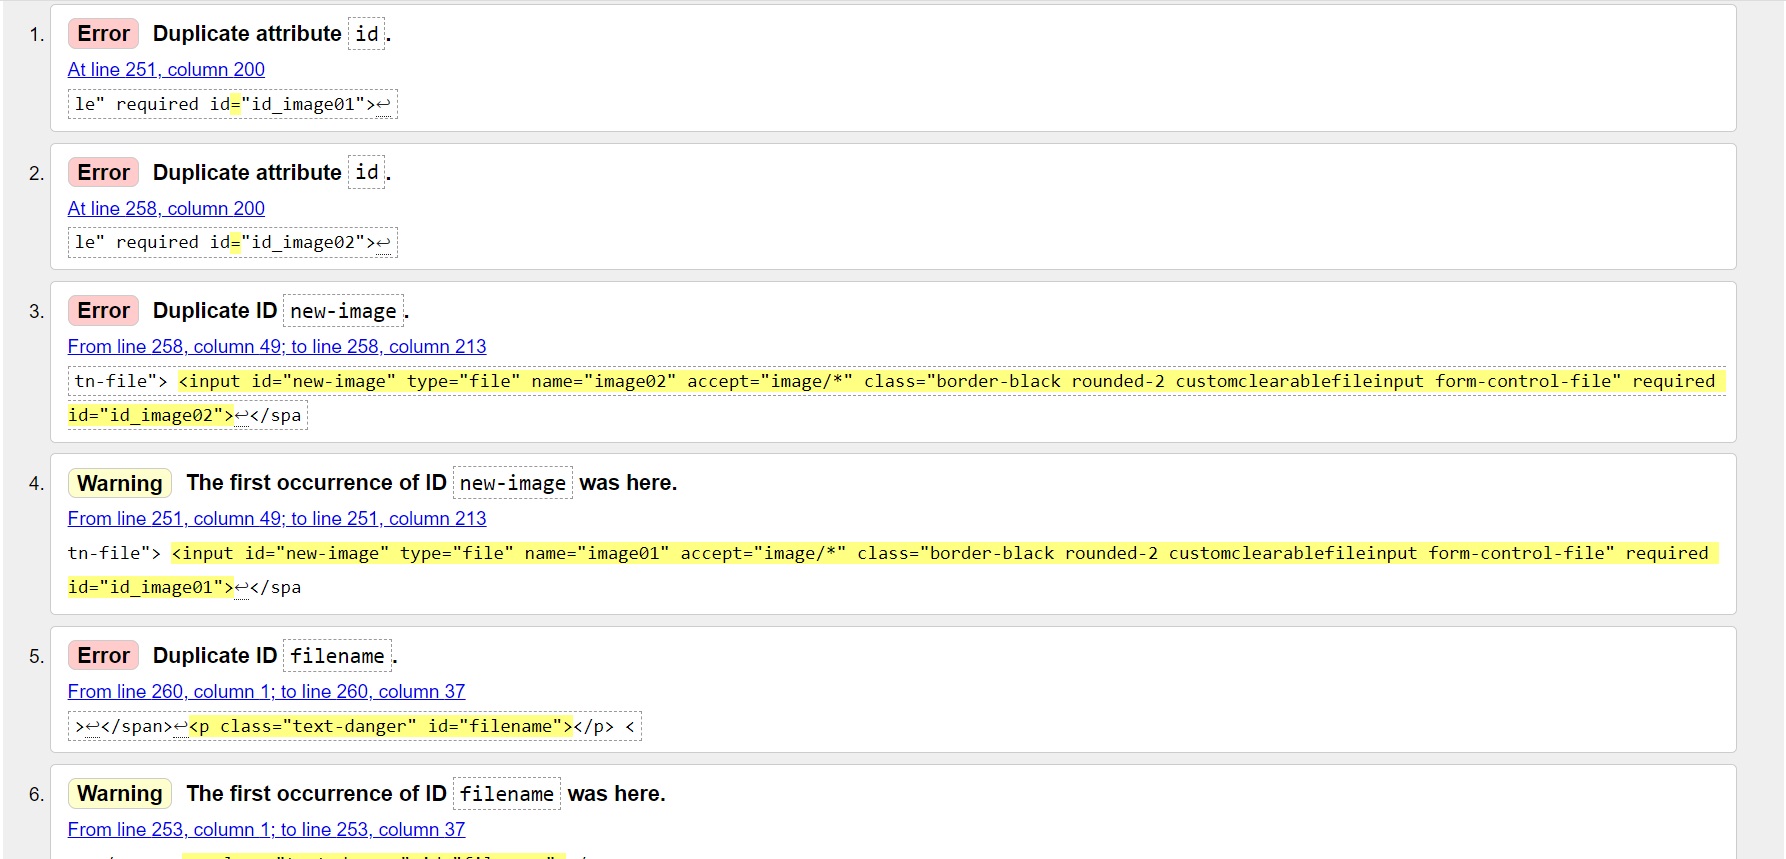 1. Error Duplicate attribute id.
At line 251, column 200
le" required id="id_image01">↩
2. Error Duplicate attribute id.
At line 258, column 200
le" required id="id_image02">↩
3. Error Duplicate ID new-image.
From line 258, column 49; to line 258, column 213
tn-file"> <input id="new-image" type="file" name="image02" accept="image/*" class="border-black rounded-2 customclearablefileinput form-control-file" required
id="id_image02">↩</spa
4. Warning The first occurrence of ID new-image was here.
From line 251, column 49; to line 251, column 213
tn-file"> <input id="new-image" type="file" name="image01" accept="image/*" class="border-black rounded-2 customclearablefileinput form-control-file" required
id="id_image01">↩</spa
5. Error Duplicate ID filename.
From line 260, column 1; to line 260, column 37
>↩</span>↩<p class="text-danger" id="filename"></p> <
6. Warning The first occurrence of ID filename was here.
From line 253, column 1; to line 253, column 37